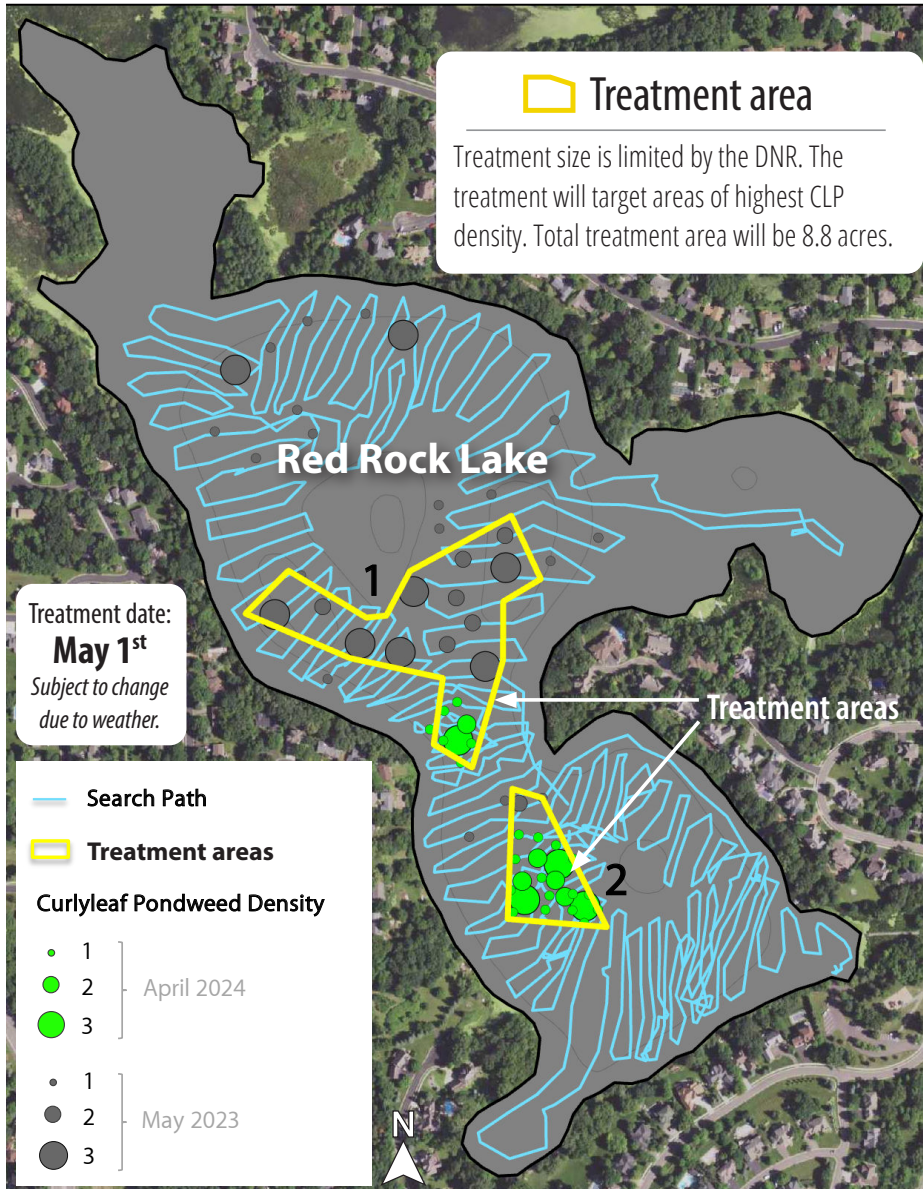 Treatment area
Treatment size is limited by the DNR. The
treatment will target areas of highest CLP
density. Total treatment area will be 8.8 acres.
Red Rock Lake
1
Treatment date:
May 1st
Subject to change
due to weather.
Treatment areas
2
Search Path
Treatment areas
Curlyleaf Pondweed Density
1
2
3
April 2024
1
2
3
May 2023
N